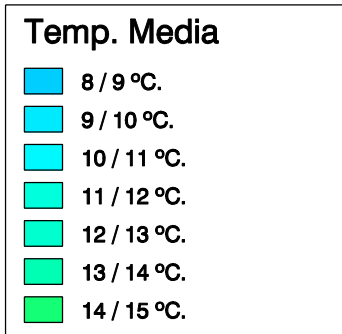 Temp. Media
8 / 9 ºC.
9 / 10 ºC.
10 / 11 ºC.
11 / 12 ºC.
12 / 13 ºC.
13 / 14 ºC.
14 / 15 ºC.